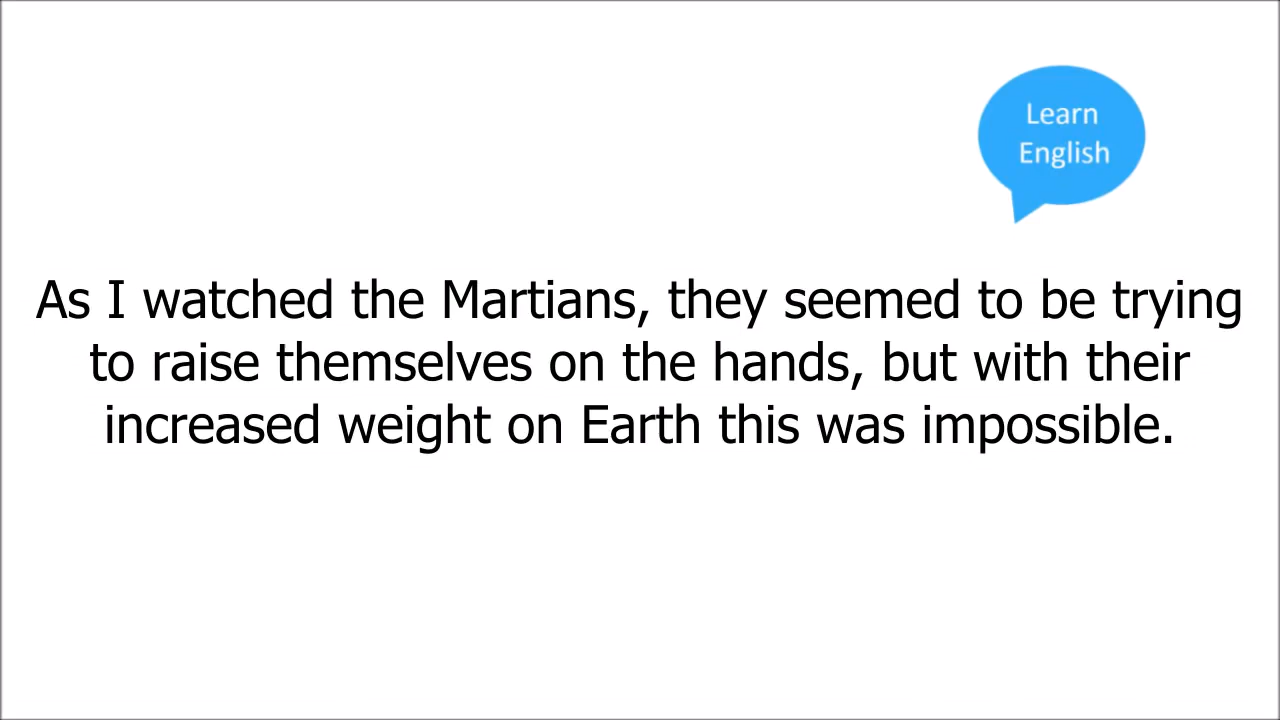 Learn
English
As I watched the Martians, they seemed to be trying
to raise themselves on the hands, but with their
increased weight on Earth this was impossible.